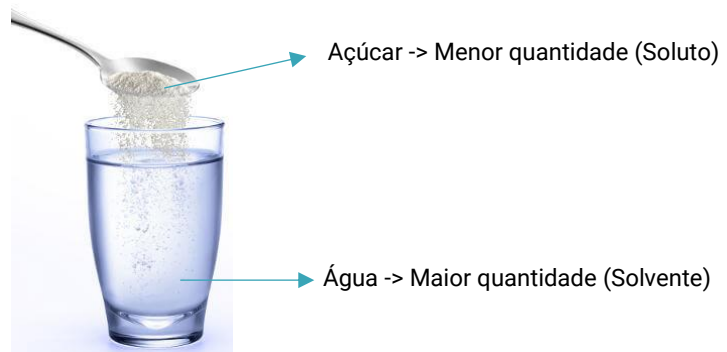 Açúcar -> Menor quantidade (Soluto)
Água -> Maior quantidade (Solvente)